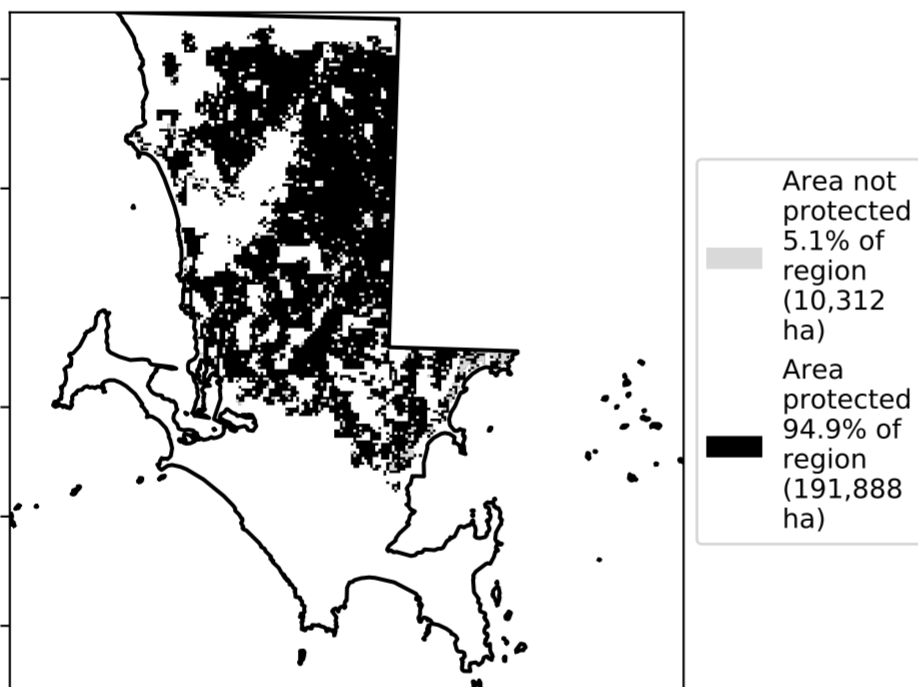 Area not
protected
5.1% of
region
(10,312
ha)
Area
protected
94.9% of
region
(191,888
ha)